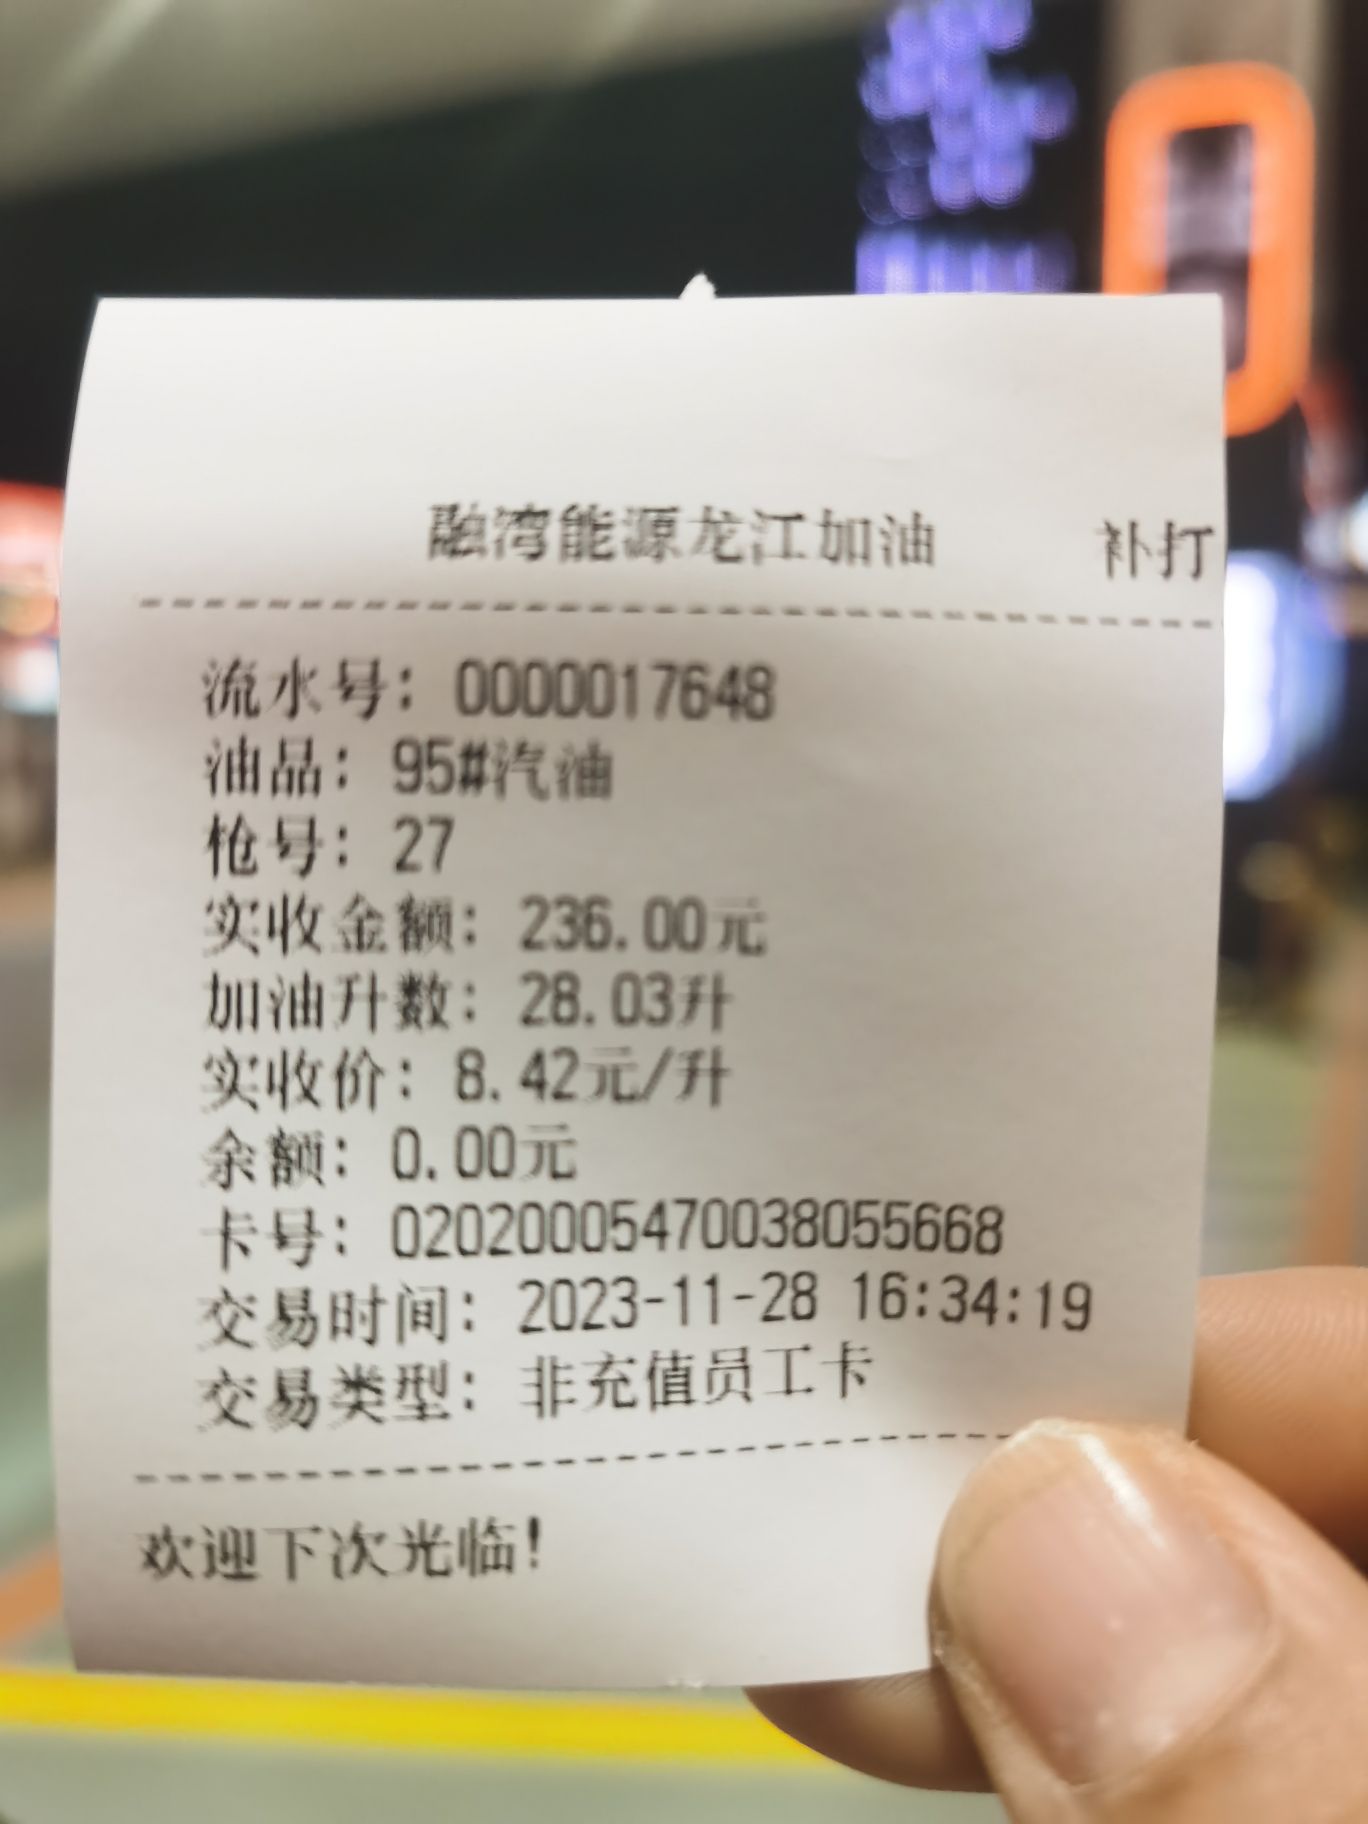 融湾能源龙江加油 补打
流水号: 0000017648
油品: 95#汽油
枪号: 27
实收金额: 236.00元
加油升数: 28.03升
实收价: 8.42元/升
余额: 0.00元
卡号: 02020005470038055668
交易时间: 2023-11-28 16:34:19
交易类型: 非充值员工卡
欢迎下次光临!